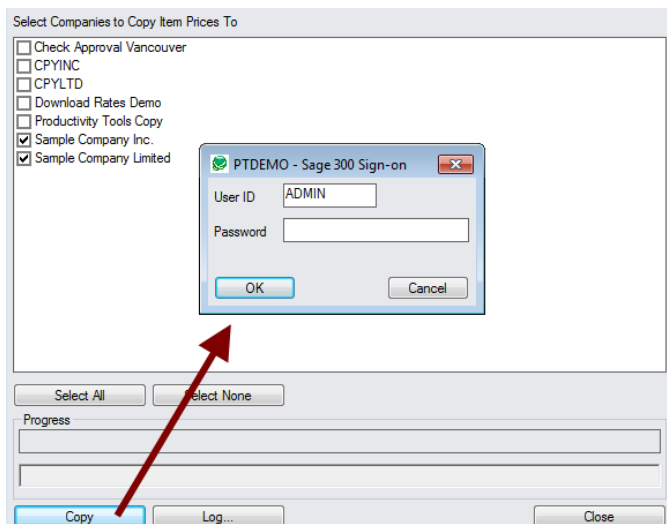 Select Companies to Copy Item Prices To
Check Approval Vancouver
CPYINC
CPYLTD
Download Rates Demo
Productivity Tools Copy
Sample Company Inc.
Sample Company Limited
PTDEMO - Sage 300 Sign-on
User ID ADMIN
Password
OK Cancel
Select All Select None
Progress
Copy Log... Close